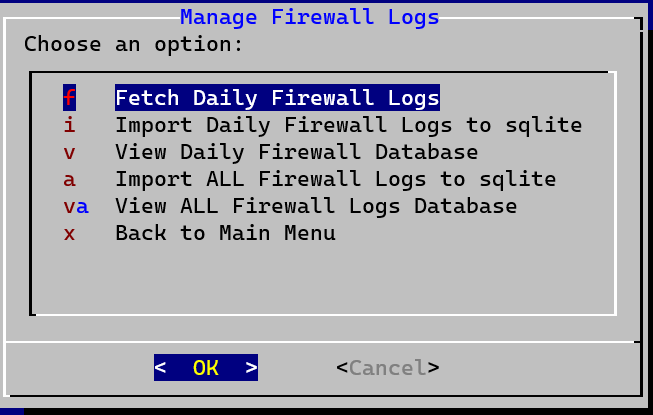 Manage Firewall Logs
Choose an option:
f Fetch Daily Firewall Logs
i Import Daily Firewall Logs to sqlite
v View Daily Firewall Database
a Import ALL Firewall Logs to sqlite
va View ALL Firewall Logs Database
x Back to Main Menu
< OK > <Cancel>